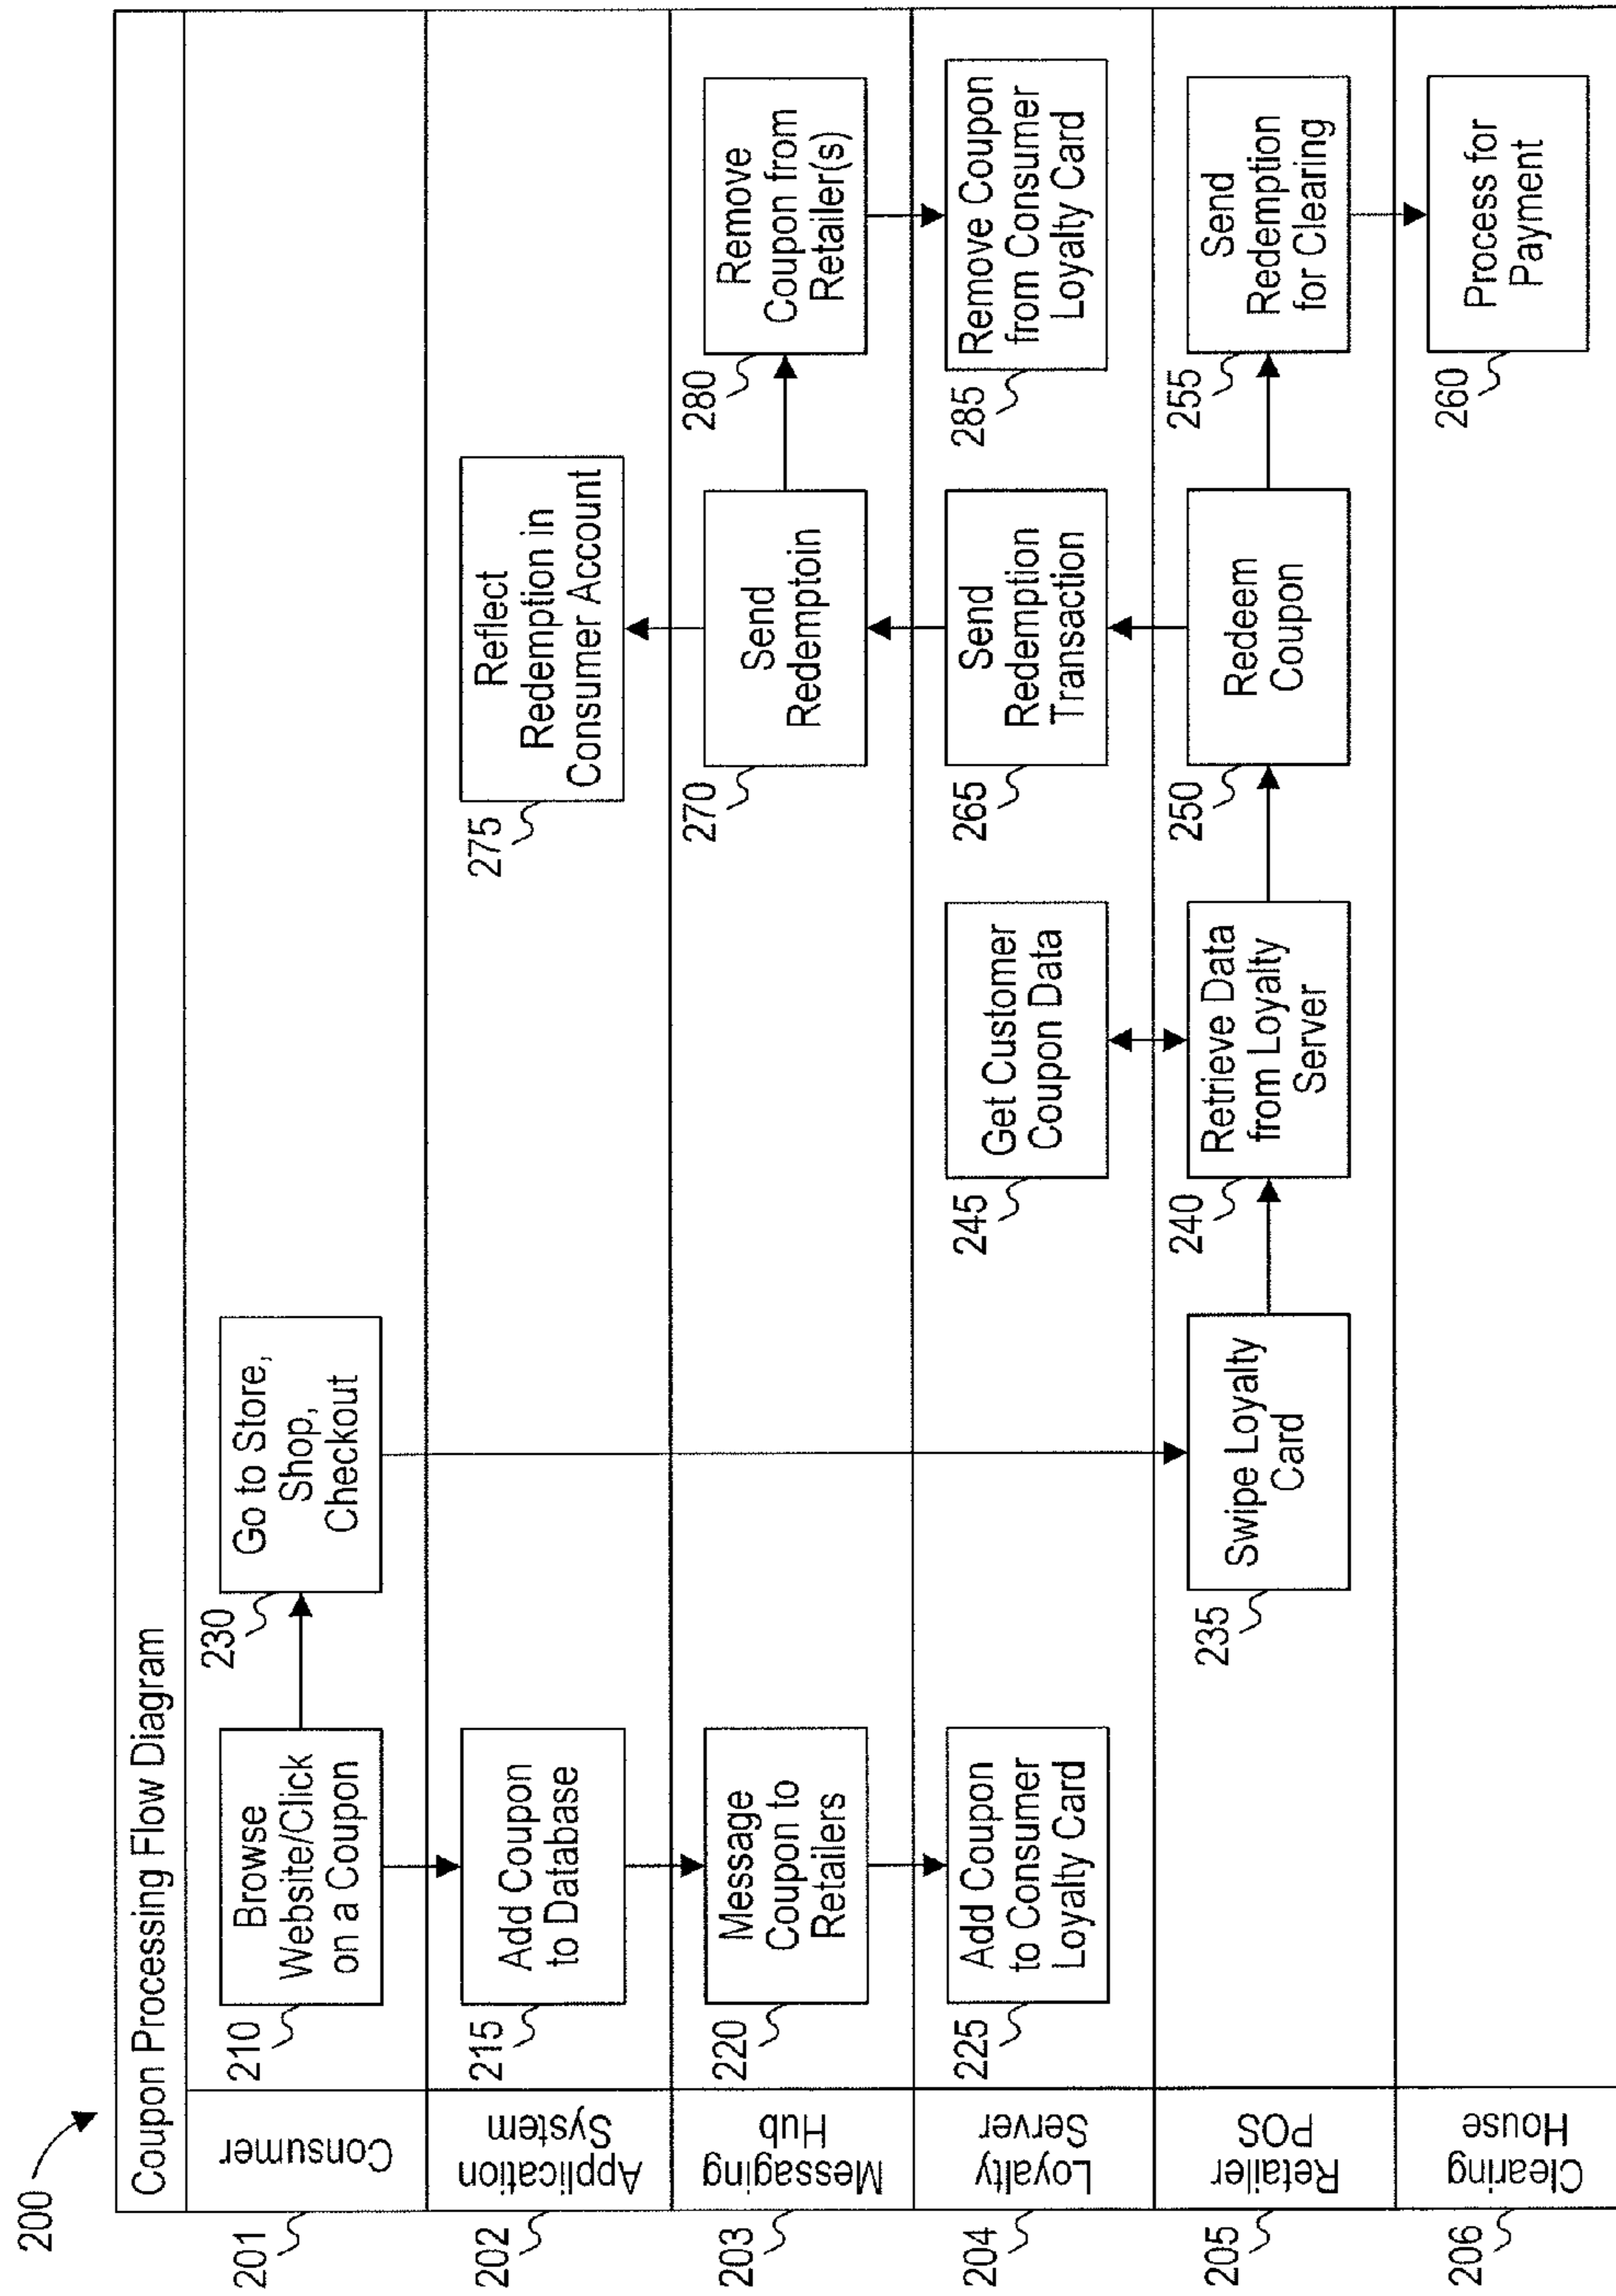 200
Coupon Processing Flow Diagram
201
Consumer
210
Browse
Website/Click
on a Coupon
230
Go to Store,
Shop,
Checkout
202
Application
System
215
Add Coupon
to Database
275
Reflect
Redemption in
Consumer Account
203
Messaging
Hub
220
Message
Coupon to
Retailers
270
Send
Redemptoin
280
Remove
Coupon from
Retailer(s)
204
Loyalty
Server
225
Add Coupon
to Consumer
Loyalty Card
245
Get Customer
Coupon Data
265
Send
Redemption
Transaction
285
Remove Coupon
from Consumer
Loyalty Card
205
Retailer
POS
235
Swipe Loyalty
Card
240
Retrieve Data
from Loyalty
Server
250
Redeem
Coupon
255
Send
Redemption
for Clearing
206
Clearing
House
260
Process for
Payment